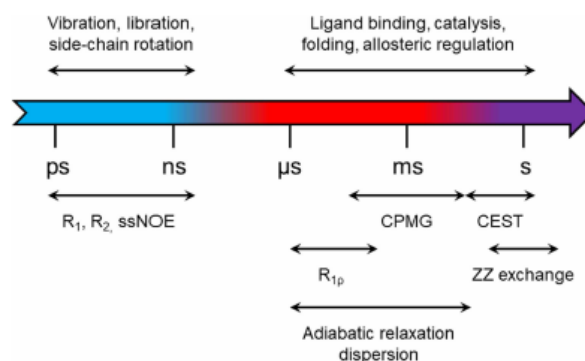 Vibration, libration,
side-chain rotation
Ligand binding, catalysis,
folding, allosteric regulation
ps
ns
μs
ms
s
R1, R2, ssNOE
CPMG
CEST
R1ρ
ZZ exchange
Adiabatic relaxation
dispersion